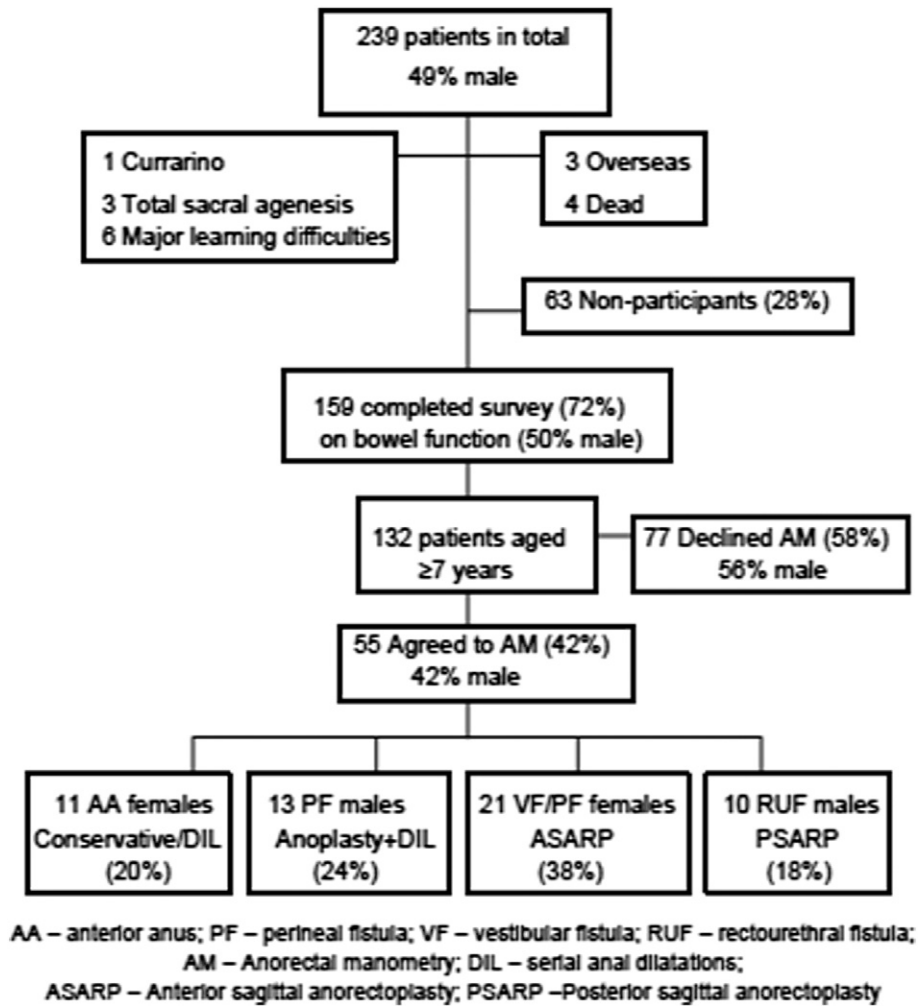 239 patients in total
49% male
1 Currarino
3 Total sacral agenesis
6 Major learning difficulties
3 Overseas
4 Dead
63 Non-participants (28%)
159 completed survey (72%)
on bowel function (50% male)
132 patients aged
≥7 years
77 Declined AM (58%)
56% male
55 Agreed to AM (42%)
42% male
11 AA females
Conservative/DIL
(20%)
13 PF males
Anoplasty+DIL
(24%)
21 VF/PF females
ASARP
(38%)
10 RUF males
PSARP
(18%)
AA – anterior anus; PF – perineal fistula; VF – vestibular fistula; RUF – rectourethral fistula;
AM – Anorectal manometry; DIL – serial anal dilatations;
ASARP – Anterior sagittal anorectoplasty; PSARP –Posterior sagittal anorectoplasty